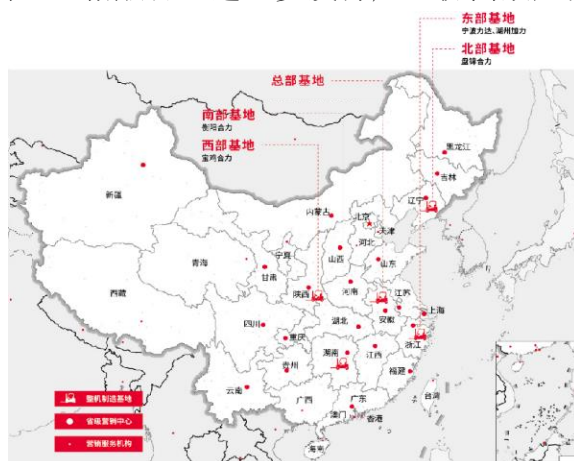 东部基地
宁波力达、湖州加力
北部基地
盘锦合力
总部基地
南部基地
衡阳合力
西部基地
宝鸡合力
黑龙江
吉林
辽宁
新疆
内蒙古
北京
天津
河北
宁夏
山西
山东
青海
甘肃
陕西
河南
江苏
西藏
上海
安徽
四川
湖北
重庆
浙江
湖南
江西
贵州
福建
云南
广西
广东
台湾
澳门
香港
海南
整机制造基地
省级营销中心
营销服务机构